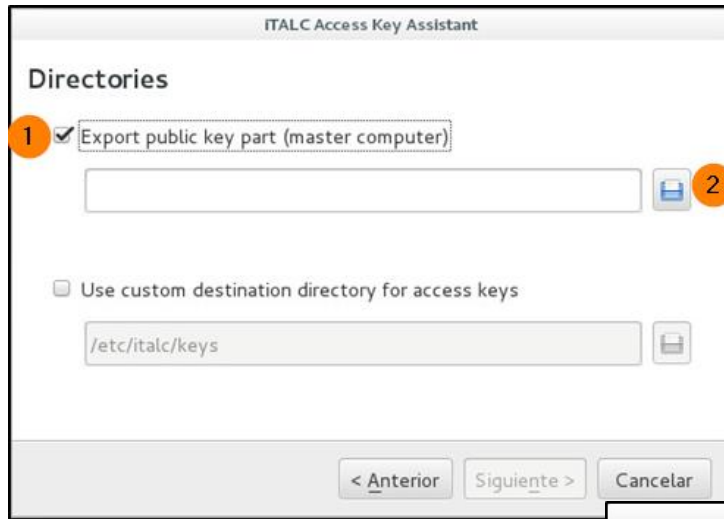 iTALC Access Key Assistant
Directories
1 Export public key part (master computer)
2
Use custom destination directory for access keys
/etc/italc/keys
< Anterior Siguiente > Cancelar